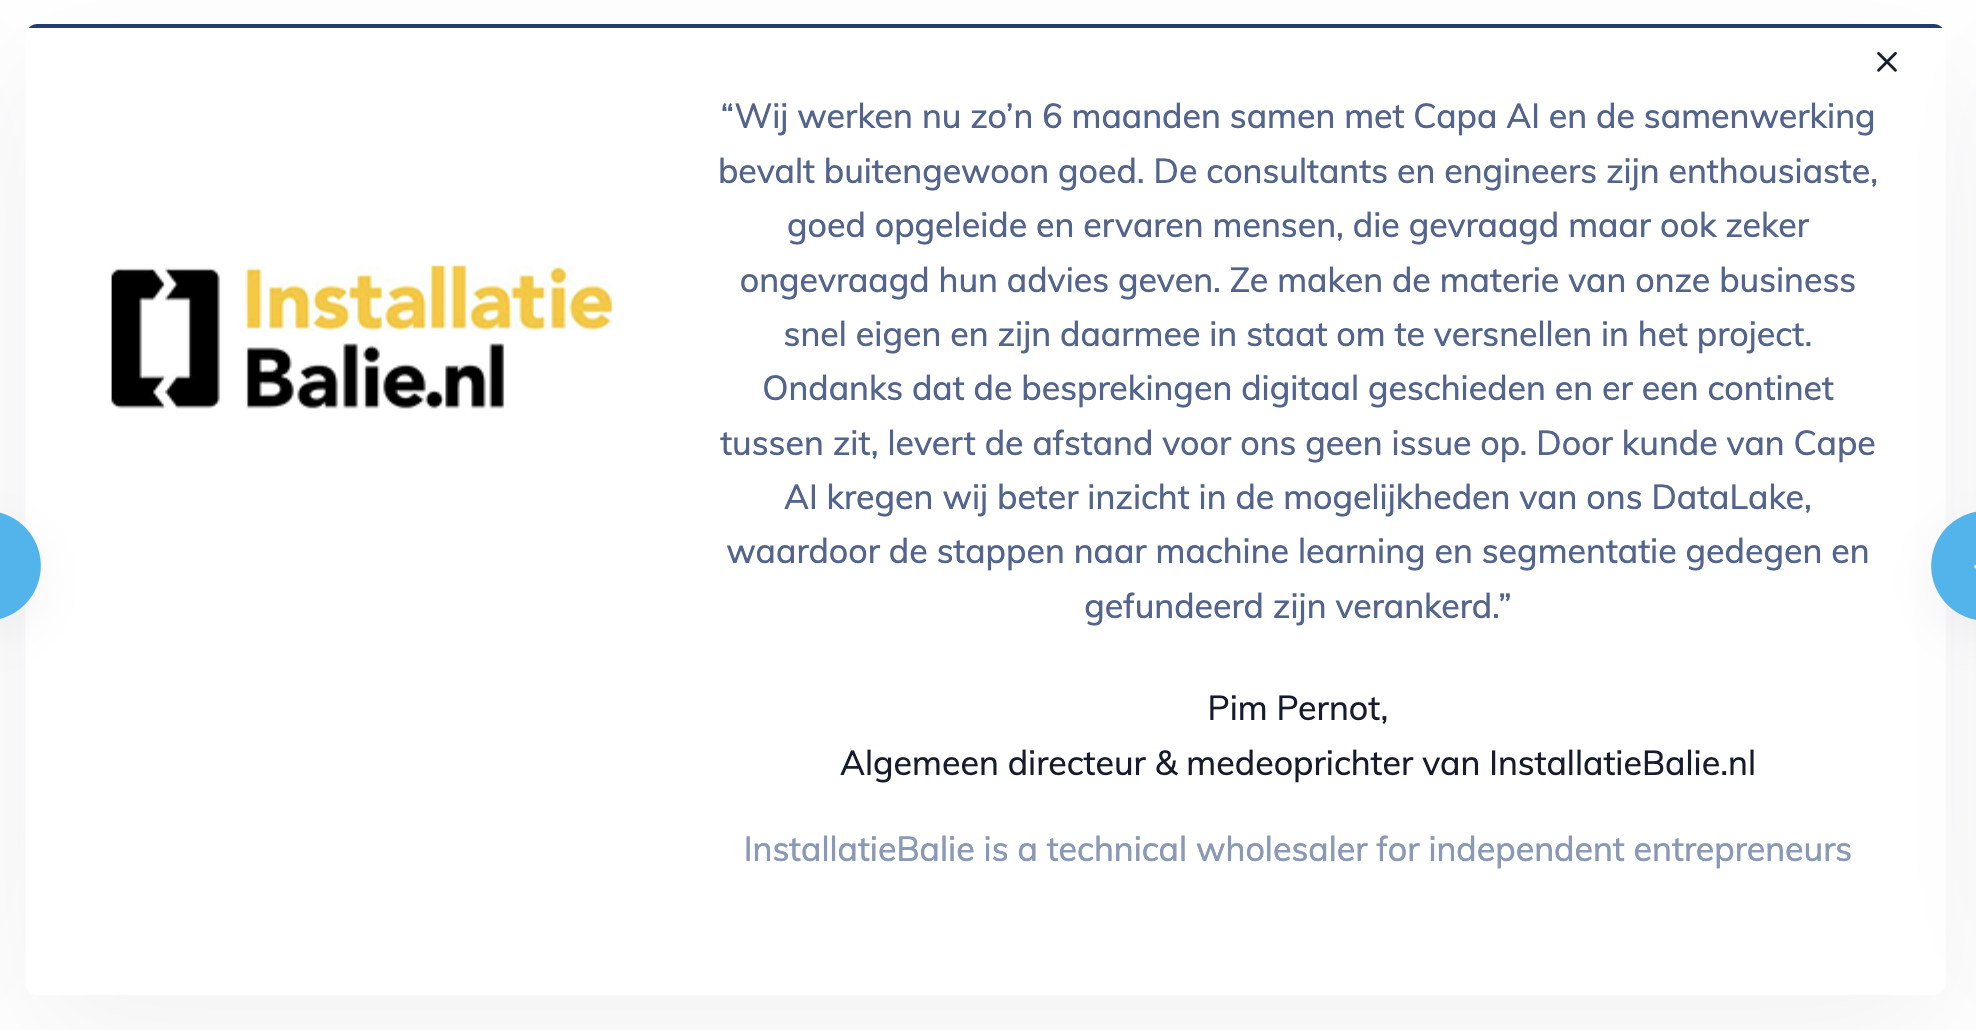 Installatie
Balie.nl
“Wij werken nu zo’n 6 maanden samen met Capa AI en de samenwerking
bevalt buitengewoon goed. De consultants en engineers zijn enthousiaste,
goed opgeleide en ervaren mensen, die gevraagd maar ook zeker
ongevraagd hun advies geven. Ze maken de materie van onze business
snel eigen en zijn daarmee in staat om te versnellen in het project.
Ondanks dat de besprekingen digitaal geschieden en er een continet
tussen zit, levert de afstand voor ons geen issue op. Door kunde van Cape
AI kregen wij beter inzicht in de mogelijkheden van ons DataLake,
waardoor de stappen naar machine learning en segmentatie gedegen en
gefundeerd zijn verankerd.”
Pim Pernot,
Algemeen directeur & medeoprichter van InstallatieBalie.nl
InstallatieBalie is a technical wholesaler for independent entrepreneurs